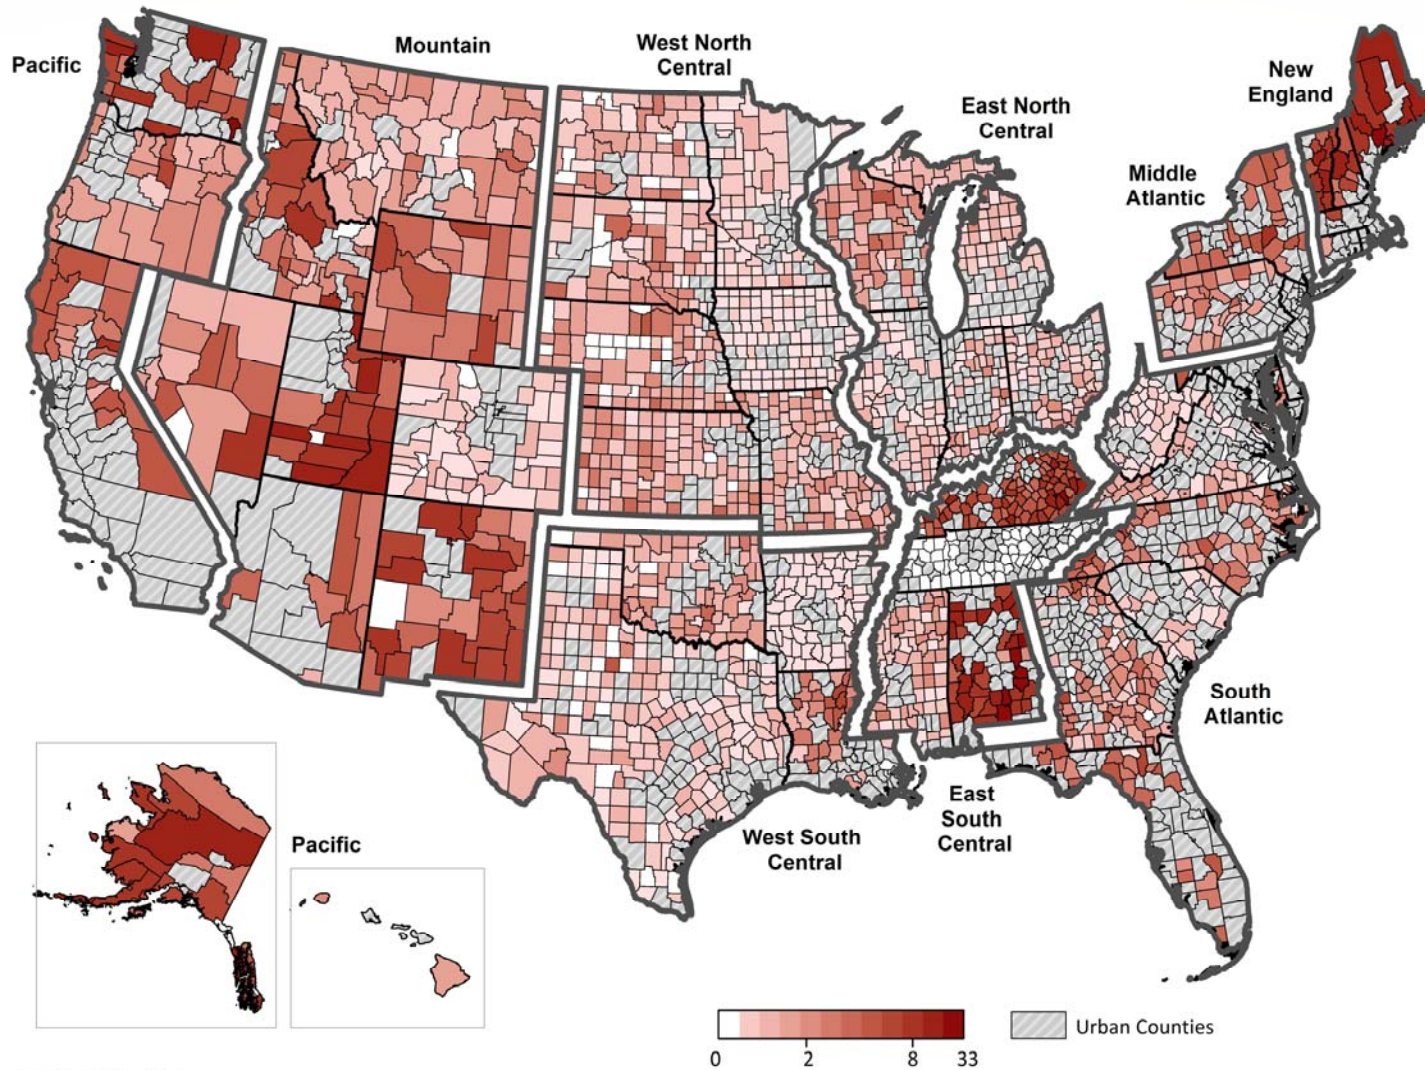 Pacific
Mountain
West North
Central
East North
Central
New
England
Middle
Atlantic
South
Atlantic
East
South
Central
West South
Central
Pacific
0 2 8 33
Urban Counties